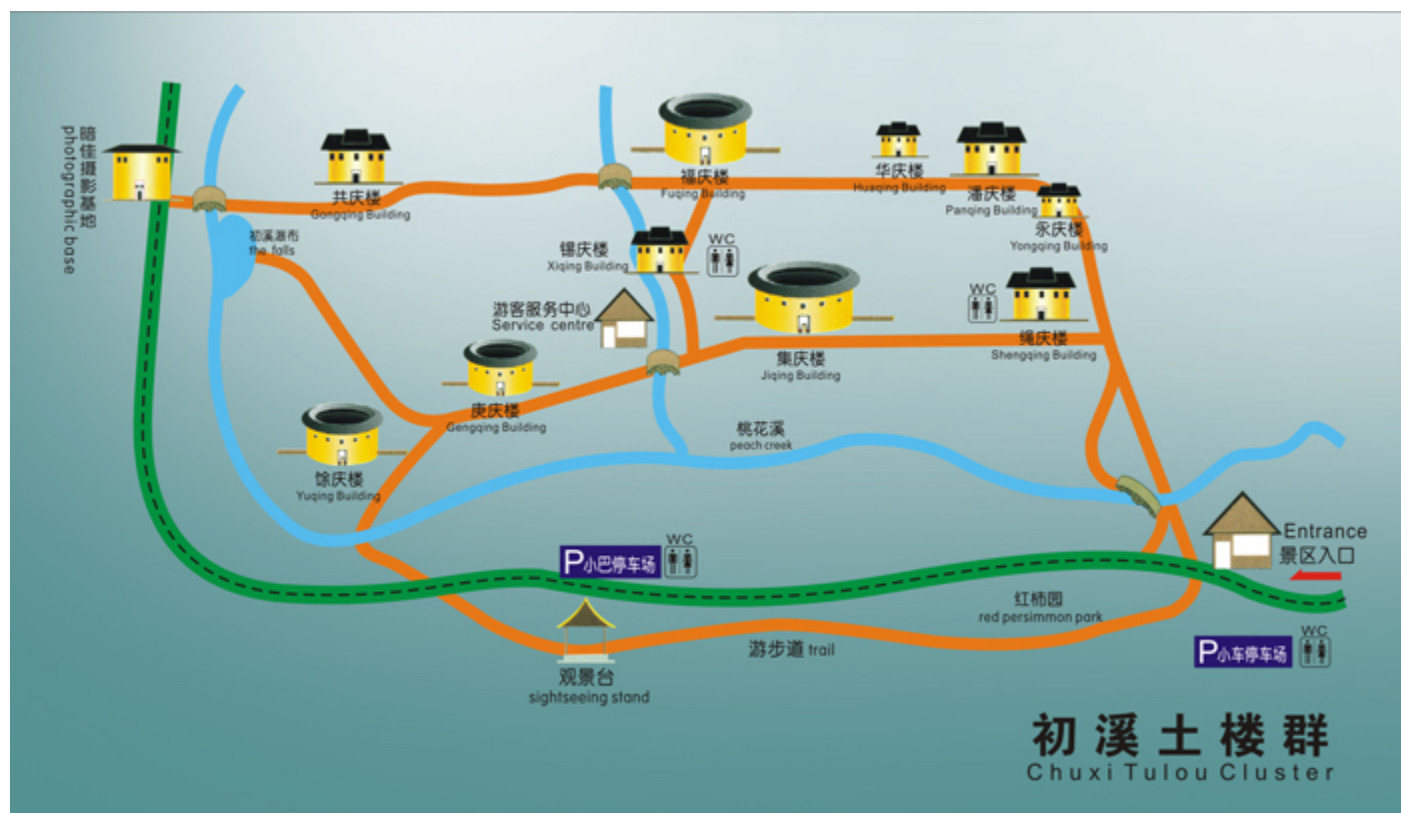 暗佳摄影基地
photographic base
共庆楼
Gongqing Building
福庆楼
Fuqing Building
华庆楼
Huaqing Building
潘庆楼
Panqing Building
永庆楼
Yongqing Building
初溪瀑布
the falls
锡庆楼
Xiqing Building
WC
游客服务中心
Service centre
WC
绳庆楼
Shengqing Building
集庆楼
Jiqing Building
庚庆楼
Gengqing Building
馀庆楼
Yuqing Building
桃花溪
peach creek
Entrance
景区入口
P小巴停车场
WC
红柿园
red persimmon park
游步道 trail
P小车停车场
WC
观景台
sightseeing stand
初溪土楼群
Chuxi Tulou Cluster